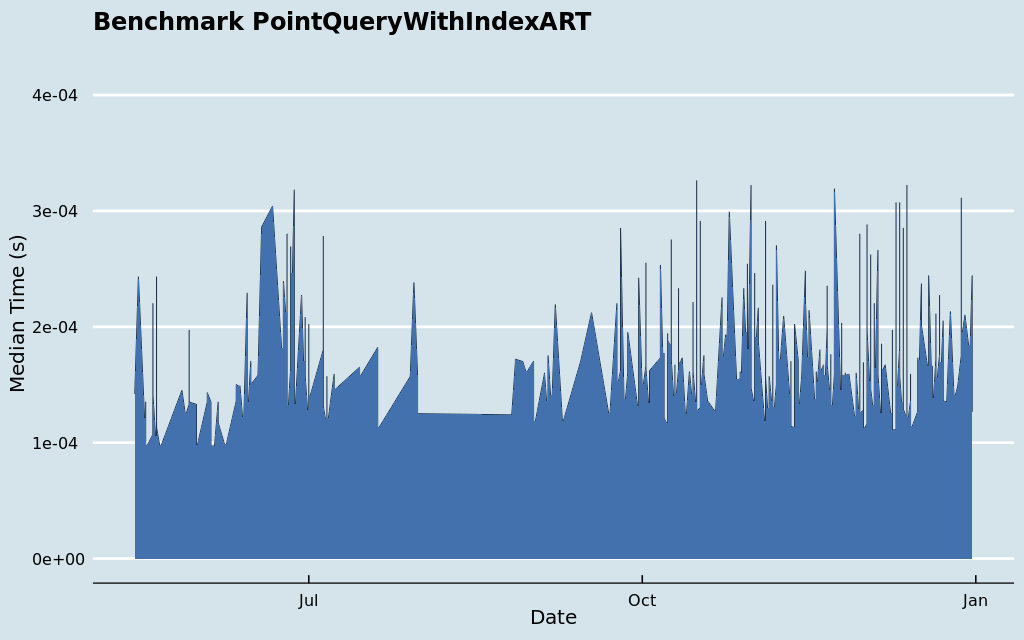 Benchmark PointQueryWithIndexART
4e-04
3e-04
2e-04
1e-04
0e+00
Median Time (s)
Jul
Oct
Jan
Date